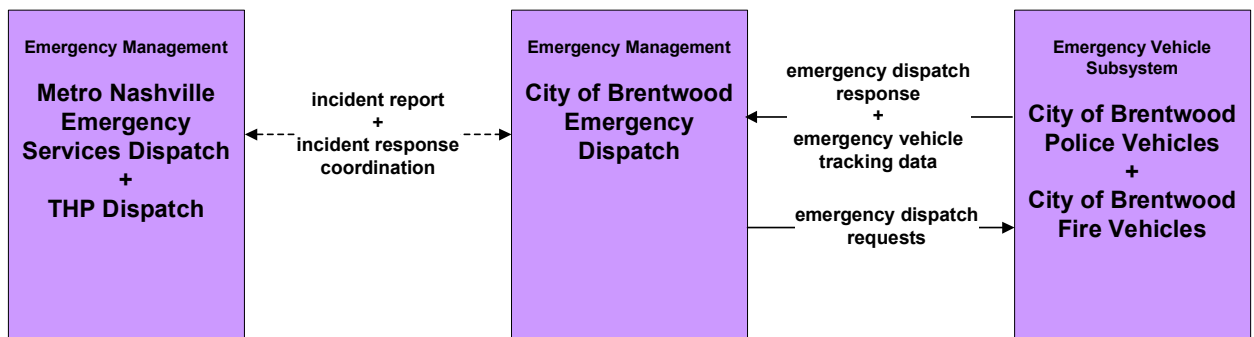 Emergency Management
Metro Nashville
Emergency
Services Dispatch
+
THP Dispatch
incident report
+
incident response
coordination
Emergency Management
City of Brentwood
Emergency
Dispatch
emergency dispatch
response
+
emergency vehicle
tracking data
emergency dispatch
requests
Emergency Vehicle
Subsystem
City of Brentwood
Police Vehicles
+
City of Brentwood
Fire Vehicles